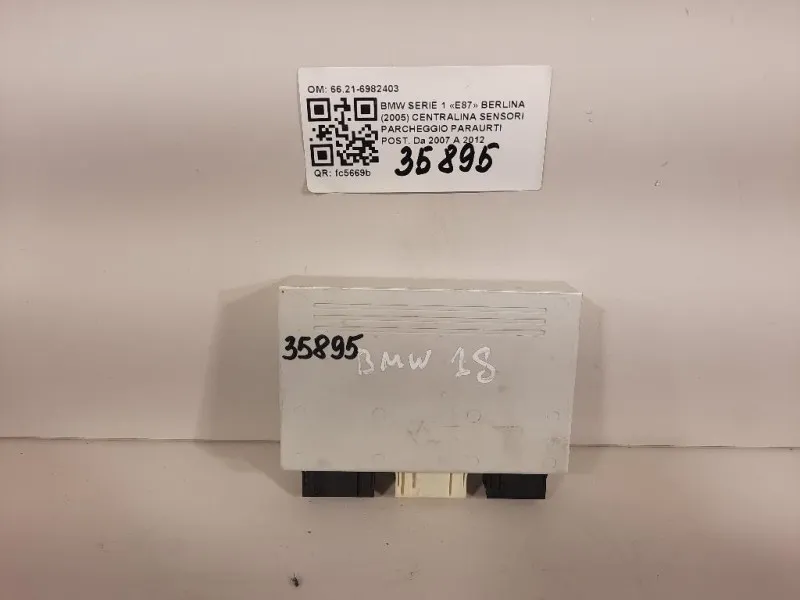 OM: 66.21-6982403
BMW SERIE 1 «E87» BERLINA
(2005) CENTRALINA SENSORI
PARCHEGGIO PARAURTI
POST. Da 2007 A 2012
35895
QR: fc5669b
35895
BMW 1S